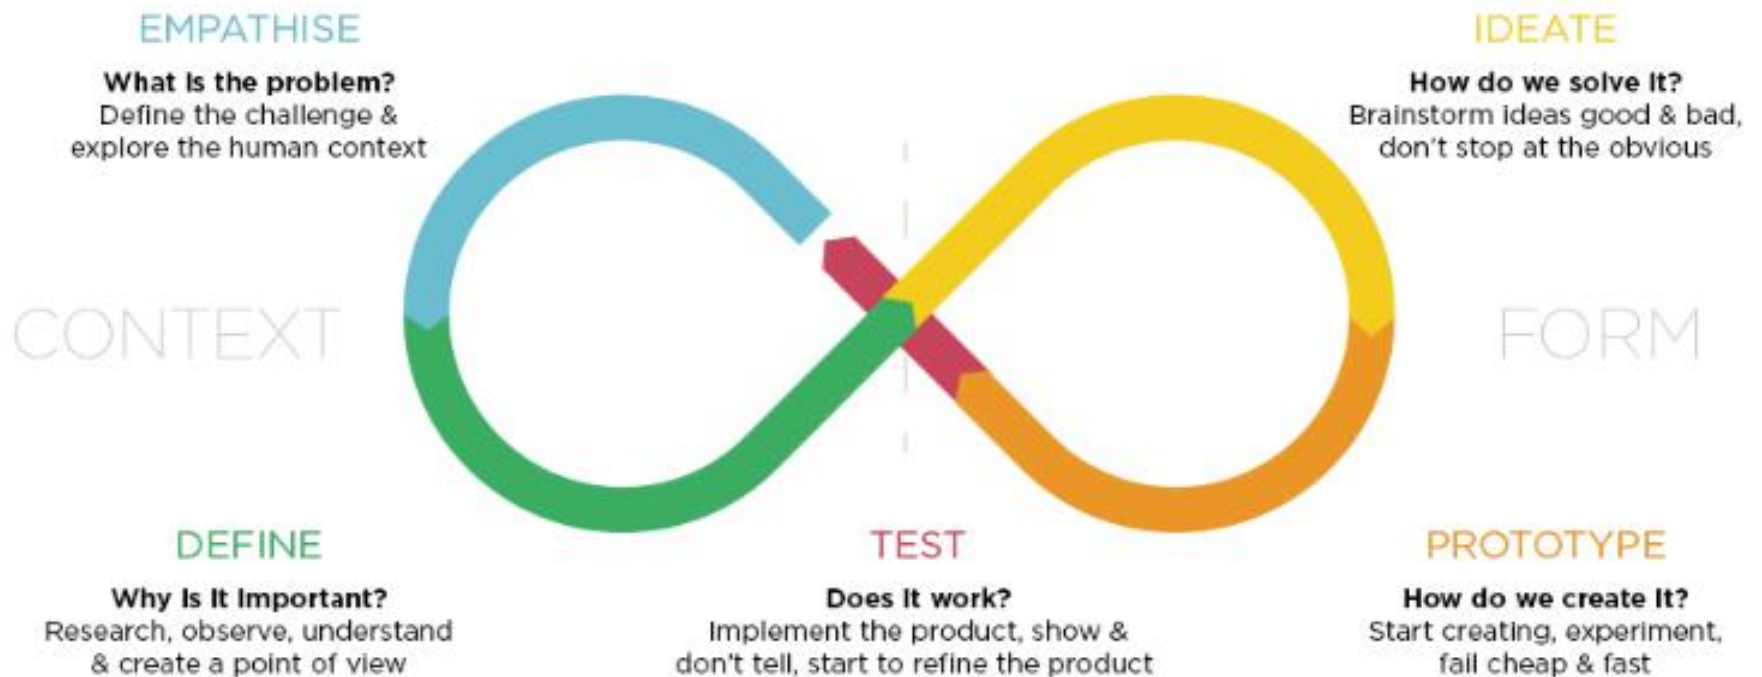 EMPATHISE
What is the problem?
Define the challenge &
explore the human context
IDEATE
How do we solve it?
Brainstorm ideas good & bad,
don't stop at the obvious
CONTEXT
FORM
DEFINE
Why is it important?
Research, observe, understand
& create a point of view
TEST
Does it work?
Implement the product, show &
don't tell, start to refine the product
PROTOTYPE
How do we create it?
Start creating, experiment,
fail cheap & fast